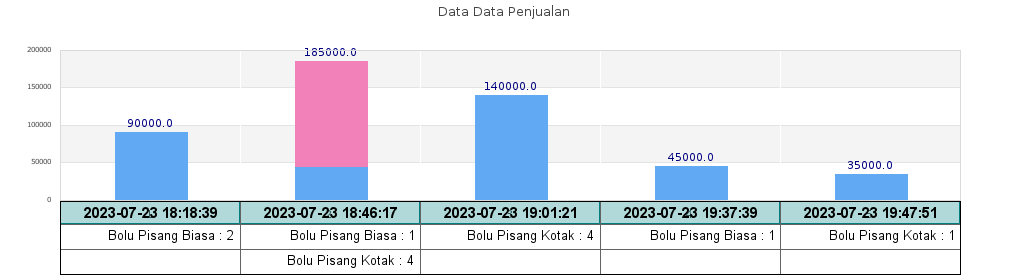 Data Data Penjualan
200000
185000.0
150000
140000.0
100000
90000.0
50000
45000.0
35000.0
0
2023-07-23 18:18:39 2023-07-23 18:46:17 2023-07-23 19:01:21 2023-07-23 19:37:39 2023-07-23 19:47:51
Bolu Pisang Biasa : 2 Bolu Pisang Biasa : 1 Bolu Pisang Kotak : 4 Bolu Pisang Biasa : 1 Bolu Pisang Kotak : 1
Bolu Pisang Kotak : 4